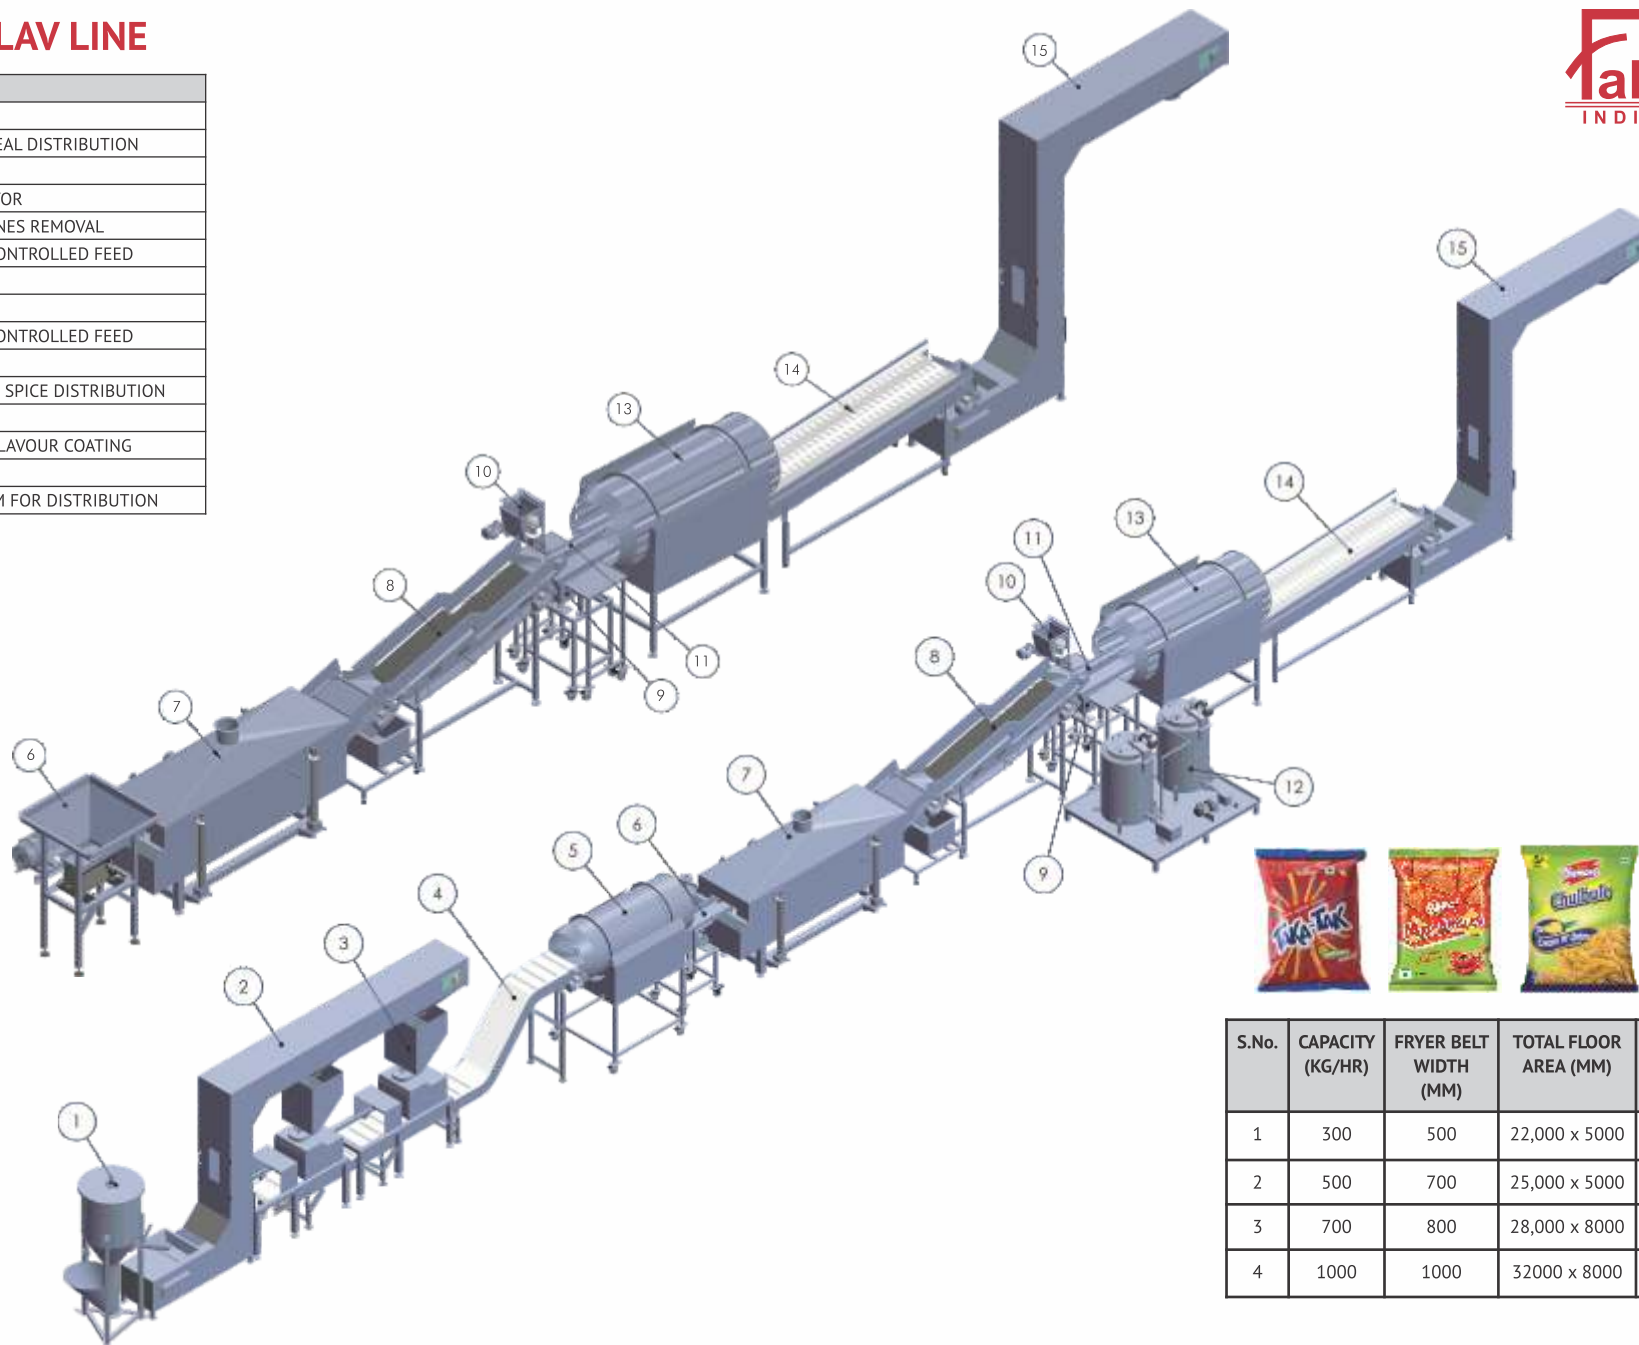 LAV LINE
EAL DISTRIBUTION
TOR
NES REMOVAL
ONTROLLED FEED
ONTROLLED FEED
SPICE DISTRIBUTION
LAVOUR COATING
M FOR DISTRIBUTION
INDI
15
14
13
10
8
11
9
7
6
15
14
13
11
10
8
12
9
7
6
5
4
3
2
1
TAKA-TAK
Chulbule
S.No. CAPACITY (KG/HR) FRYER BELT WIDTH (MM) TOTAL FLOOR AREA (MM)
1 300 500 22,000 x 5000
2 500 700 25,000 x 5000
3 700 800 28,000 x 8000
4 1000 1000 32000 x 8000